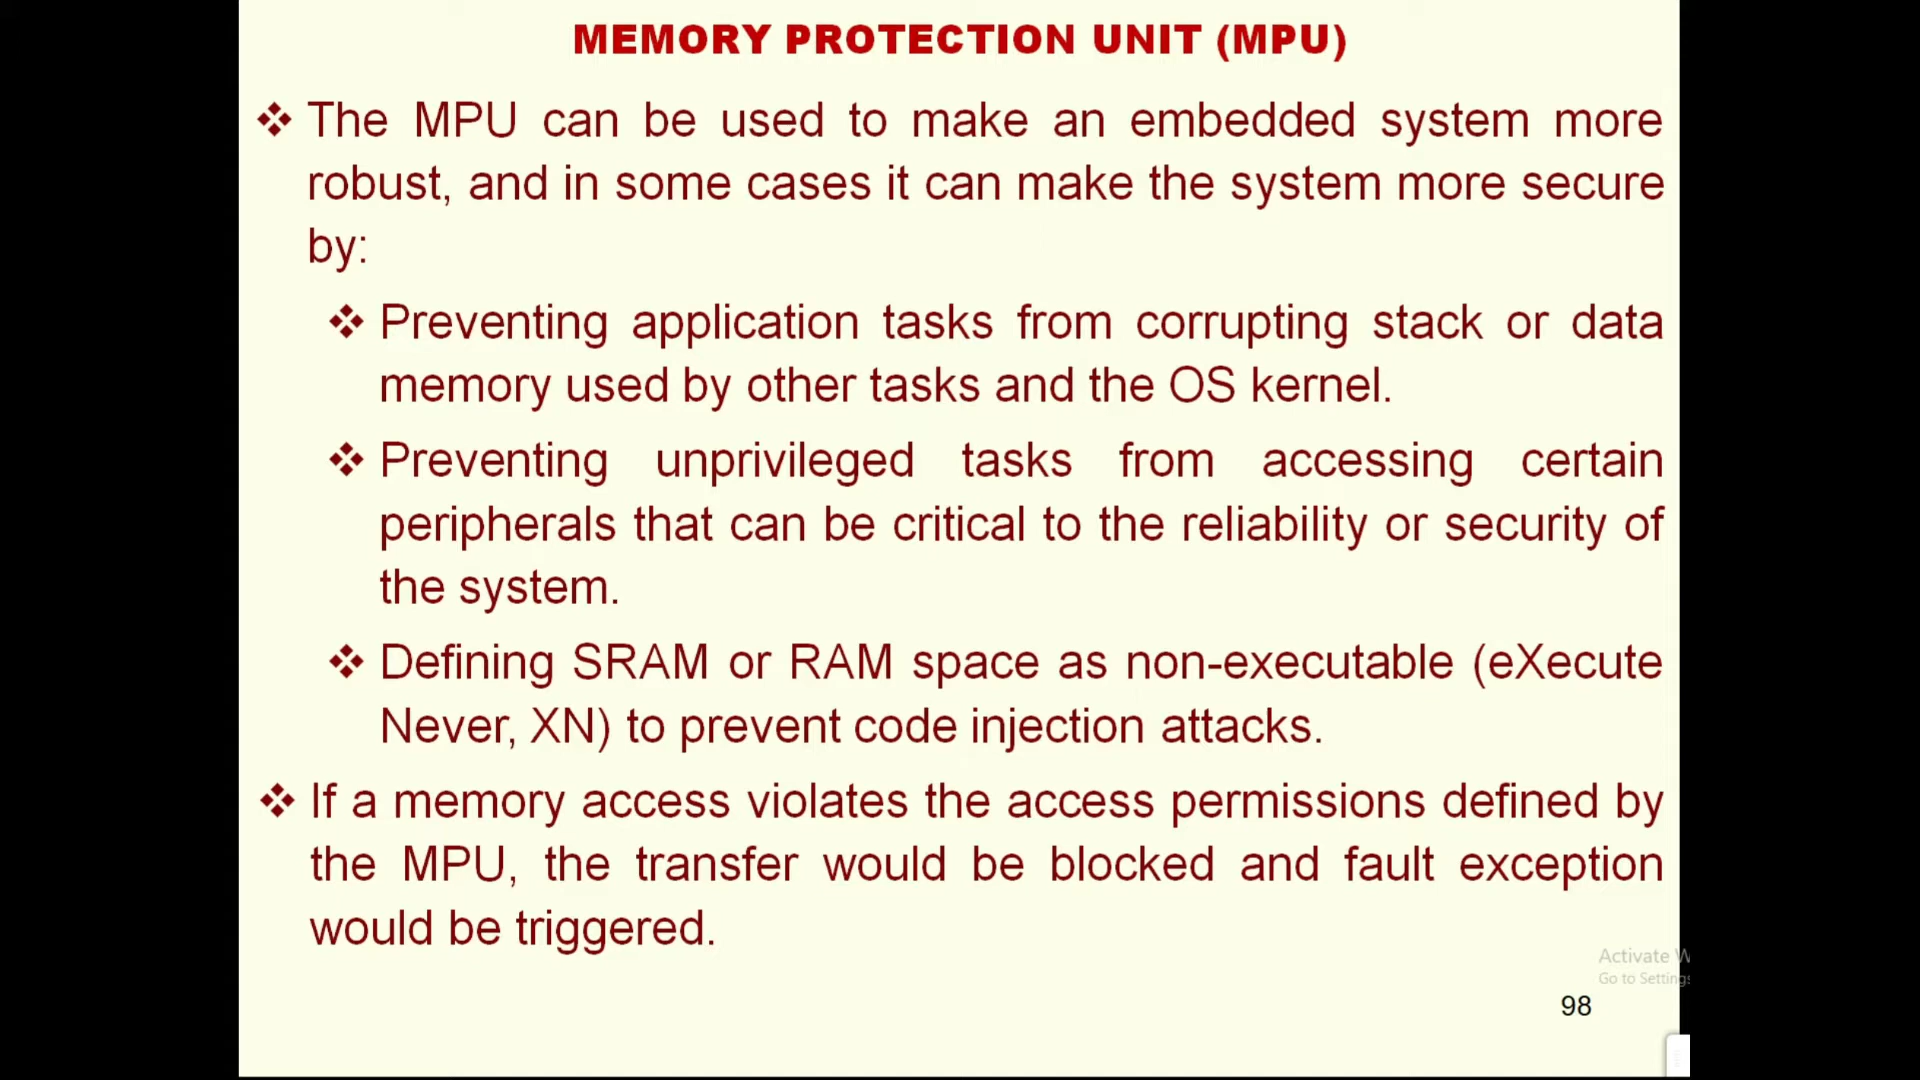 MEMORY PROTECTION UNIT (MPU)
❖ The MPU can be used to make an embedded system more
robust, and in some cases it can make the system more secure
by:
❖ Preventing application tasks from corrupting stack or data
memory used by other tasks and the OS kernel.
❖ Preventing unprivileged tasks from accessing certain
peripherals that can be critical to the reliability or security of
the system.
❖ Defining SRAM or RAM space as non-executable (eXecute
Never, XN) to prevent code injection attacks.
❖ If a memory access violates the access permissions defined by
the MPU, the transfer would be blocked and fault exception
would be triggered.
Activate W
Go to Settings
98